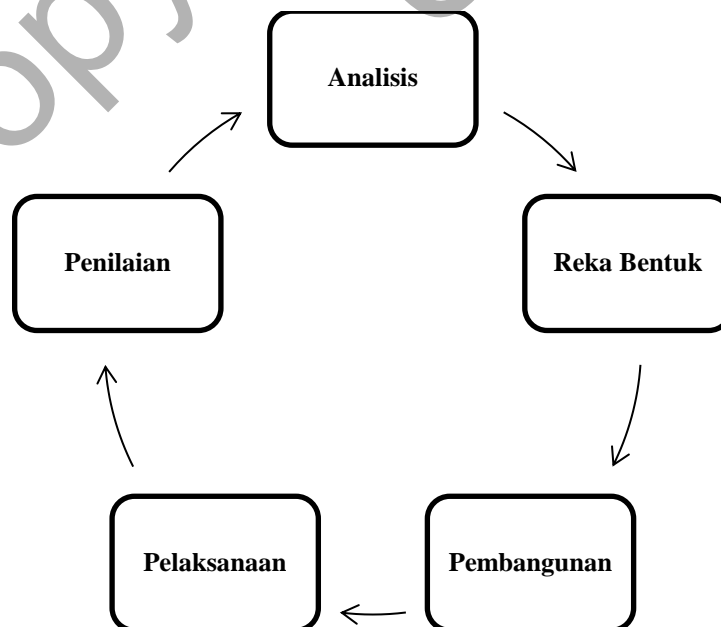 Analisis
Reka Bentuk
Pembangunan
Pelaksanaan
Penilaian